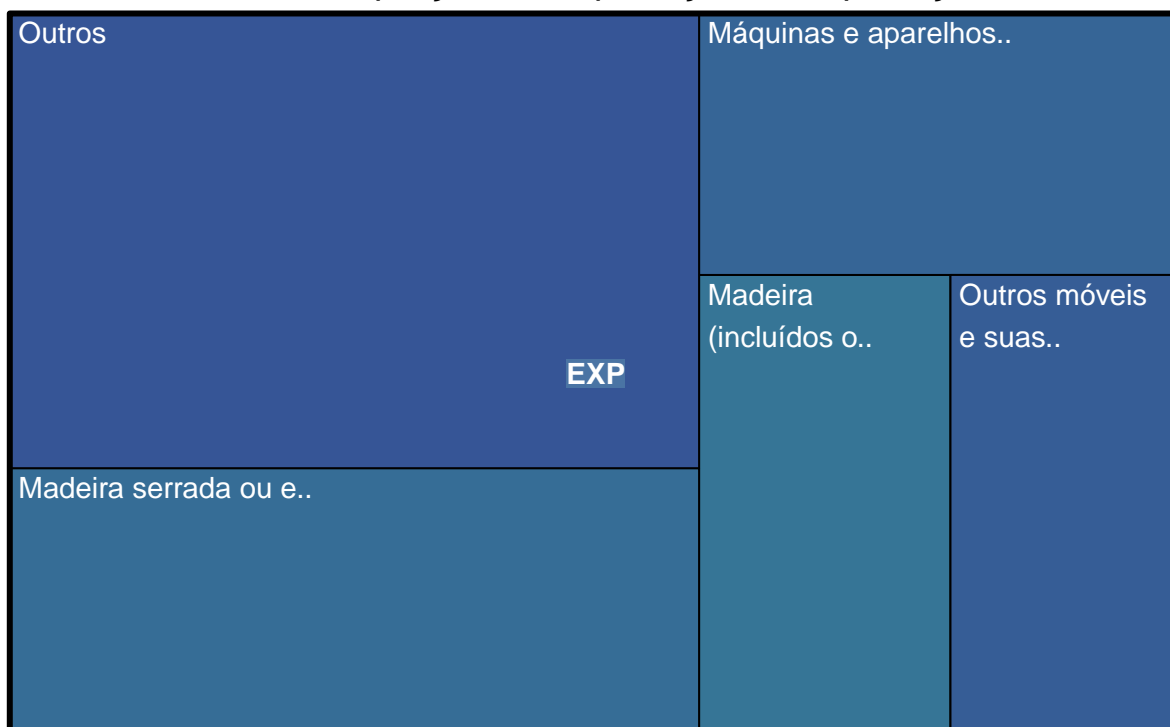 Outros
Máquinas e aparelhos..
Madeira
(incluídos o..
Outros móveis
e suas..
EXP
Madeira serrada ou e..